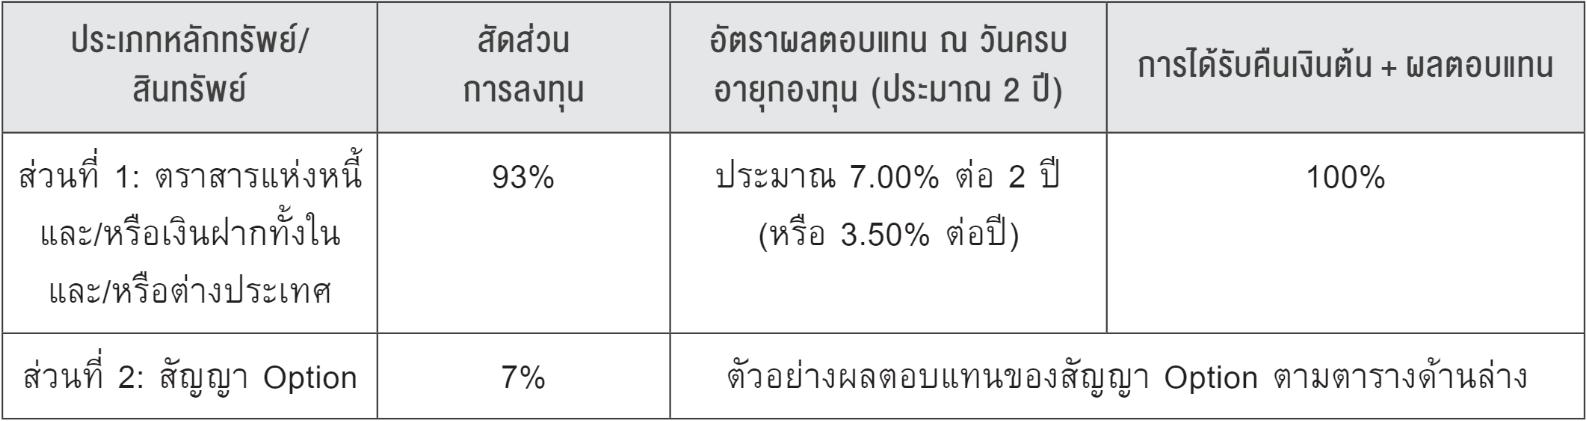 ประเภทหลักทรัพย์/
สินทรัพย์
สัดส่วน
การลงทุน
อัตราผลตอบแทน ณ วันครบ
อายุกองทุน (ประมาณ 2 ปี)
การได้รับคืนเงินต้น + ผลตอบแทน
ส่วนที่ 1: ตราสารแห่งหนี้
และ/หรือเงินฝากทั้งใน
และ/หรือต่างประเทศ
93%
ประมาณ 7.00% ต่อ 2 ปี
(หรือ 3.50% ต่อปี)
100%
ส่วนที่ 2: สัญญา Option
7%
ตัวอย่างผลตอบแทนของสัญญา Option ตามตารางด้านล่าง